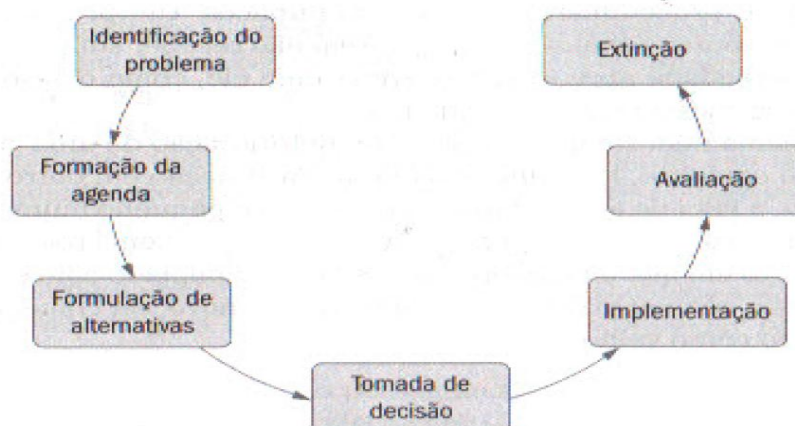 Identificação do
problema
Formação da
agenda
Formulação de
alternativas
Tomada de
decisão
Implementação
Avaliação
Extinção